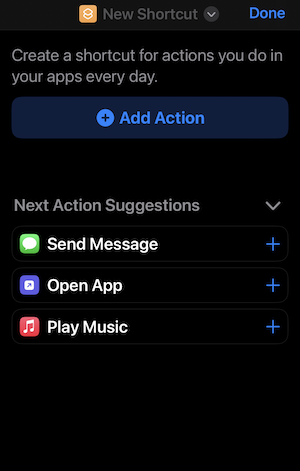 New Shortcut
Done
Create a shortcut for actions you do in
your apps every day.
Add Action
Next Action Suggestions
Send Message
Open App
Play Music